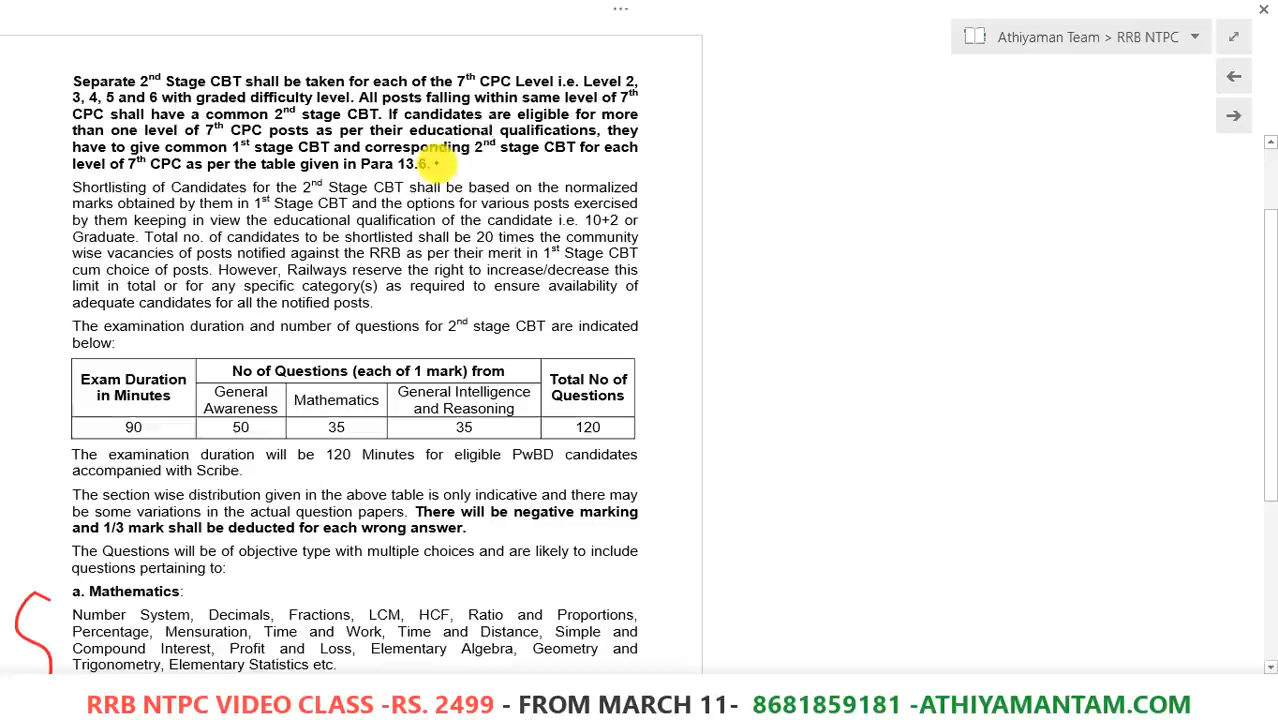 Athiyaman Team > RRB NTPC
Separate 2nd Stage CBT shall be taken for each of the 7th CPC Level i.e. Level 2,
3, 4, 5 and 6 with graded difficulty level. All posts falling within same level of 7th
CPC shall have a common 2nd stage CBT. If candidates are eligible for more
than one level of 7th CPC posts as per their educational qualifications, they
have to give common 1st stage CBT and corresponding 2nd stage CBT for each
level of 7th CPC as per the table given in Para 13.6.
Shortlisting of Candidates for the 2nd Stage CBT shall be based on the normalized
marks obtained by them in 1st Stage CBT and the options for various posts exercised
by them keeping in view the educational qualification of the candidate i.e. 10+2 or
Graduate. Total no. of candidates to be shortlisted shall be 20 times the community
wise vacancies of posts notified against the RRB as per their merit in 1st Stage CBT
cum choice of posts. However, Railways reserve the right to increase/decrease this
limit in total or for any specific category(s) as required to ensure availability of
adequate candidates for all the notified posts.
The examination duration and number of questions for 2nd stage CBT are indicated
below:
Exam Duration
in Minutes
No of Questions (each of 1 mark) from
General
Awareness
Mathematics
General Intelligence
and Reasoning
Total No of
Questions
90 50 35 35 120
The examination duration will be 120 Minutes for eligible PwBD candidates
accompanied with Scribe.
The section wise distribution given in the above table is only indicative and there may
be some variations in the actual question papers. There will be negative marking
and 1/3 mark shall be deducted for each wrong answer.
The Questions will be of objective type with multiple choices and are likely to include
questions pertaining to:
a. Mathematics:
Number System, Decimals, Fractions, LCM, HCF, Ratio and Proportions,
Percentage, Mensuration, Time and Work, Time and Distance, Simple and
Compound Interest, Profit and Loss, Elementary Algebra, Geometry and
Trigonometry, Elementary Statistics etc.
RRB NTPC VIDEO CLASS -RS. 2499 - FROM MARCH 11- 8681859181 -ATHIYAMANTAM.COM